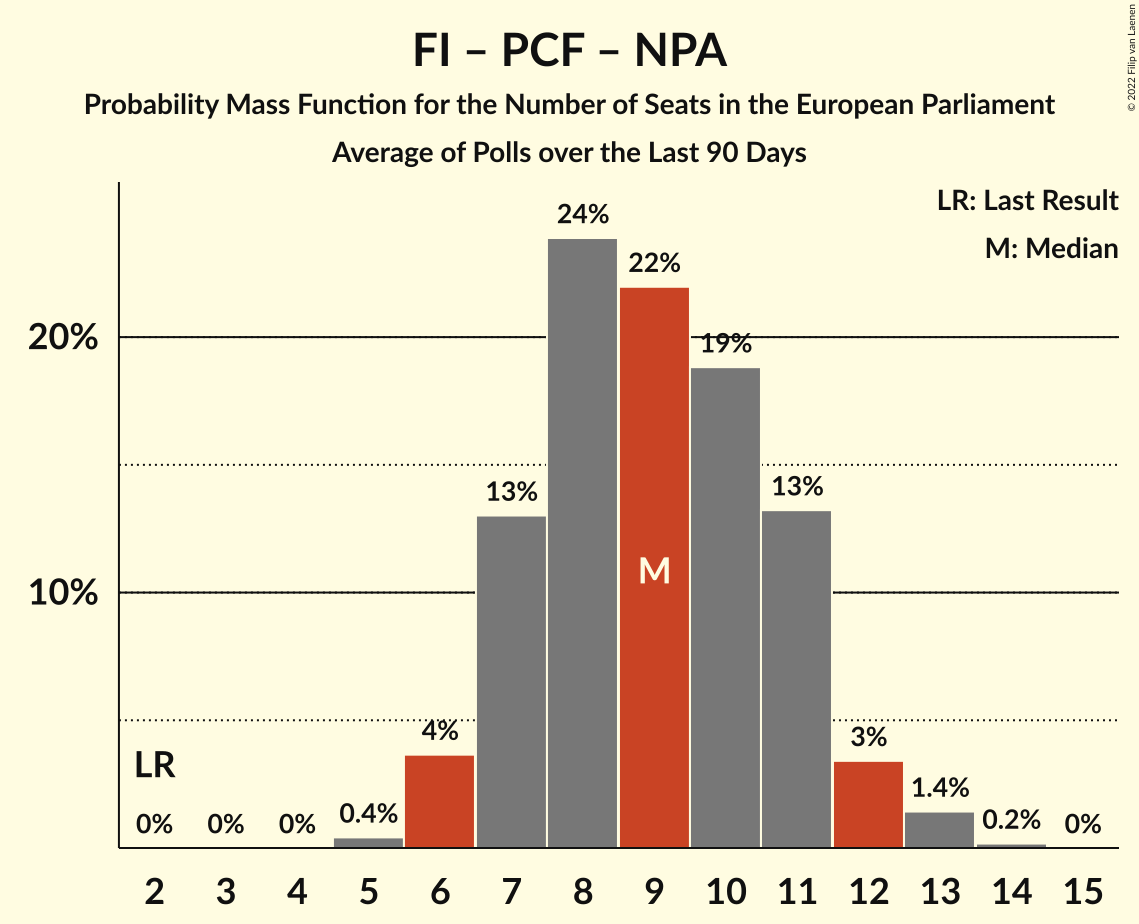 FI – PCF – NPA
Probability Mass Function for the Number of Seats in the European Parliament
Average of Polls over the Last 90 Days
© 2022 Filip van Laenen
LR: Last Result
M: Median
20%
10%
24%
22%
19%
13%
13%
M
4%
3%
LR
1.4%
0.4%
0.2%
0% 0% 0% 0%
2 3 4 5 6 7 8 9 10 11 12 13 14 15